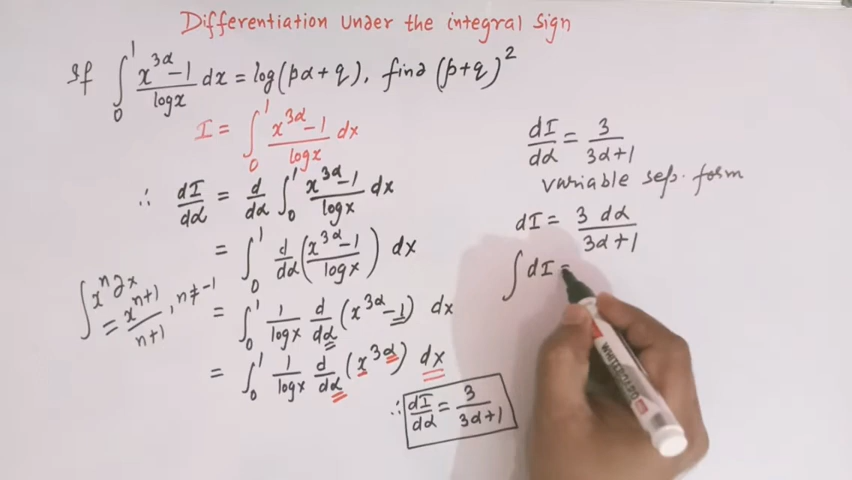 Differentiation under the integral sign
If ∫₀¹ (x^{3α}-1)/(log x) dx = log(pα+q), find (p+q)²
I = ∫₀¹ (x^{3α}-1)/(log x) dx
∴ dI/dα = d/dα ∫₀¹ (x^{3α}-1)/(log x) dx
= ∫₀¹ d/dα ((x^{3α}-1)/(log x)) dx
= ∫₀¹ 1/(log x) d/dα (x^{3α}-1) dx
= ∫₀¹ 1/(log x) d/dα (x^{3α}) dx
∫ x^n dx
= x^{n+1}/(n+1), n≠-1
∴ dI/dα = 3/(3α+1)
dI/dα = 3/(3α+1)
variable sep. form
dI = 3 dα/(3α+1)
∫ dI =
WHITEBOARD